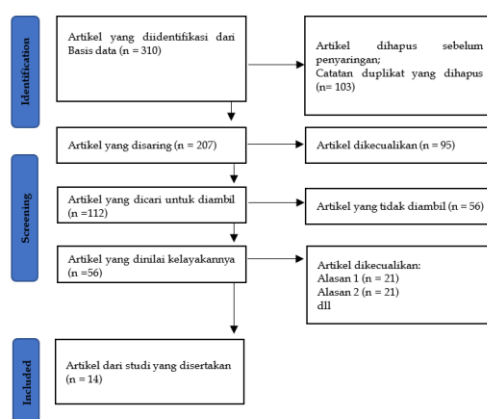 Identification
Artikel yang diidentifikasi dari
Basis data (n = 310)
Artikel dihapus sebelum
penyaringan;
Catatan duplikat yang dihapus
(n= 103)
Screening
Artikel yang disaring (n = 207)
Artikel dikecualikan (n = 95)
Artikel yang dicari untuk diambil
(n =112)
Artikel yang tidak diambil (n = 56)
Artikel yang dinilai kelayakannya
(n =56)
Artikel dikecualikan:
Alasan 1 (n = 21)
Alasan 2 (n = 21)
dll
Included
Artikel dari studi yang disertakan
(n = 14)